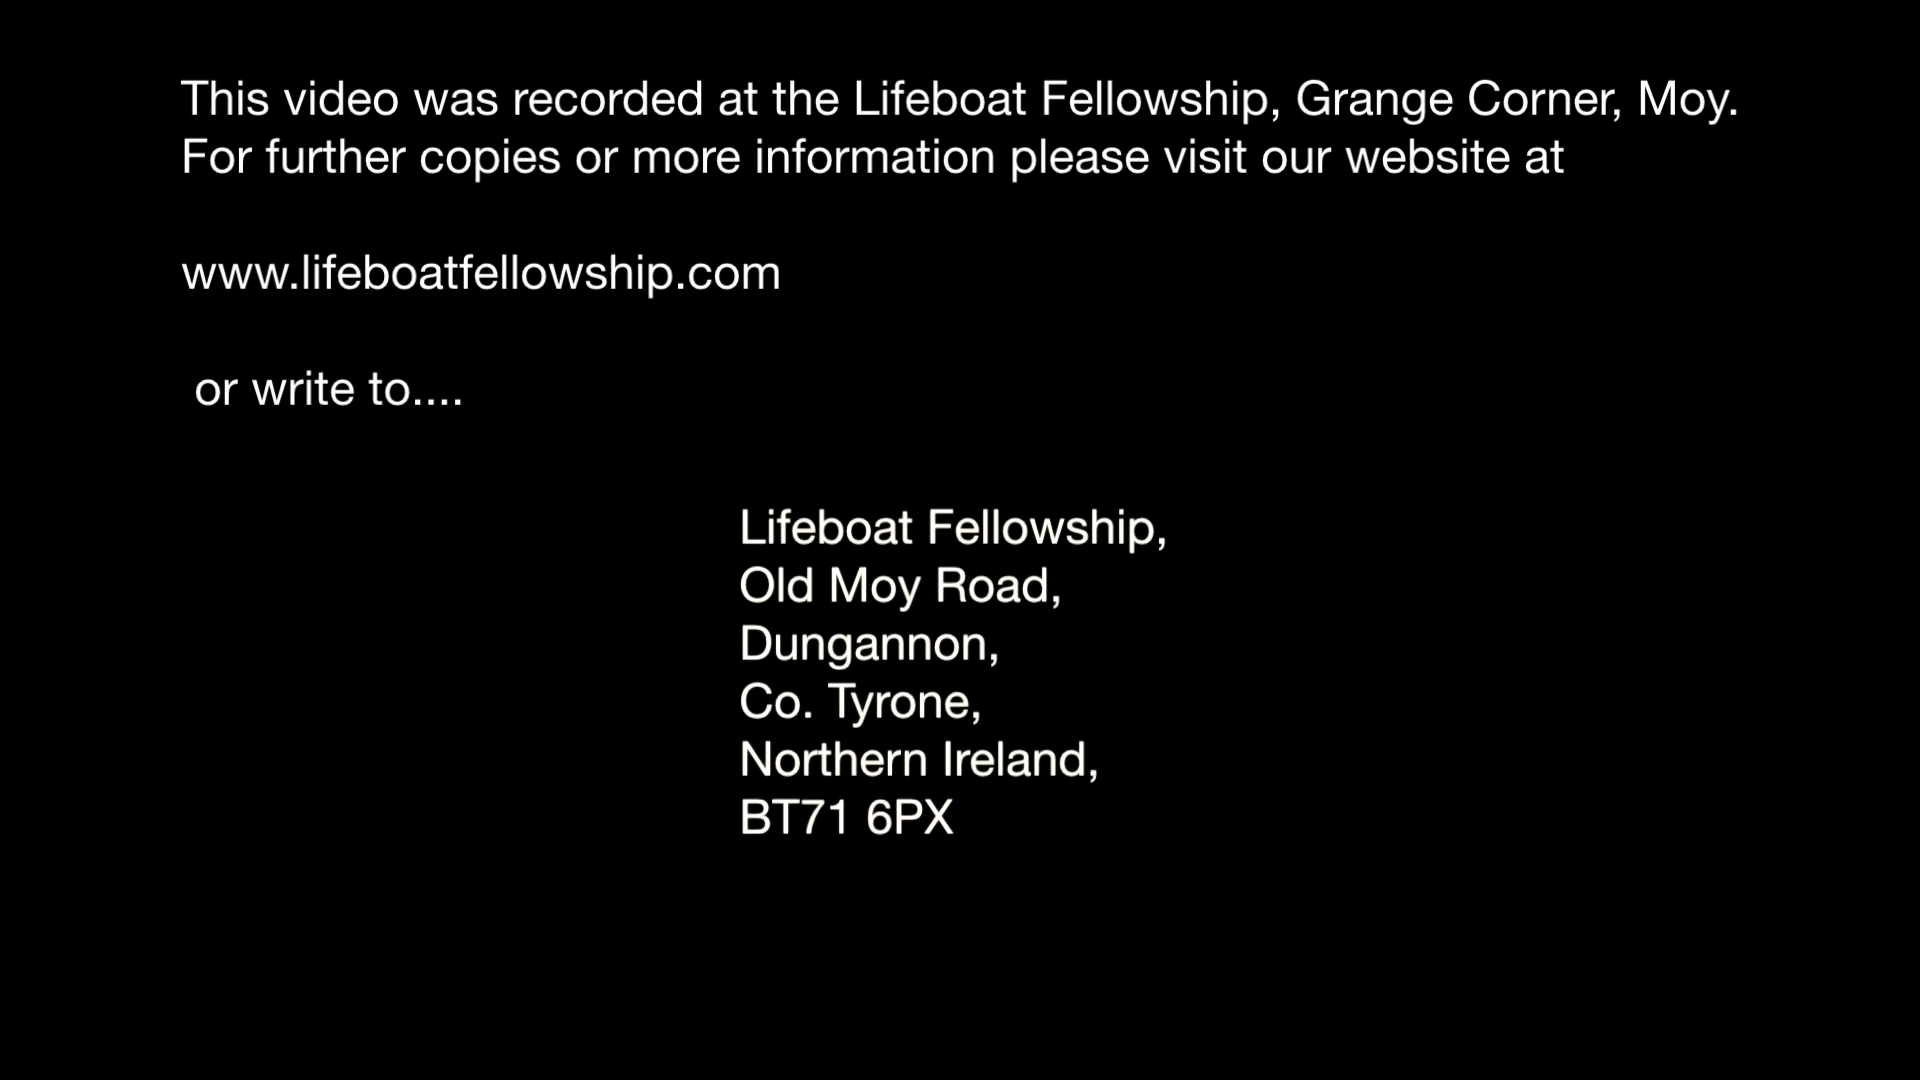 This video was recorded at the Lifeboat Fellowship, Grange Corner, Moy.
For further copies or more information please visit our website at
www.lifeboatfellowship.com
or write to....
Lifeboat Fellowship,
Old Moy Road,
Dungannon,
Co. Tyrone,
Northern Ireland,
BT71 6PX